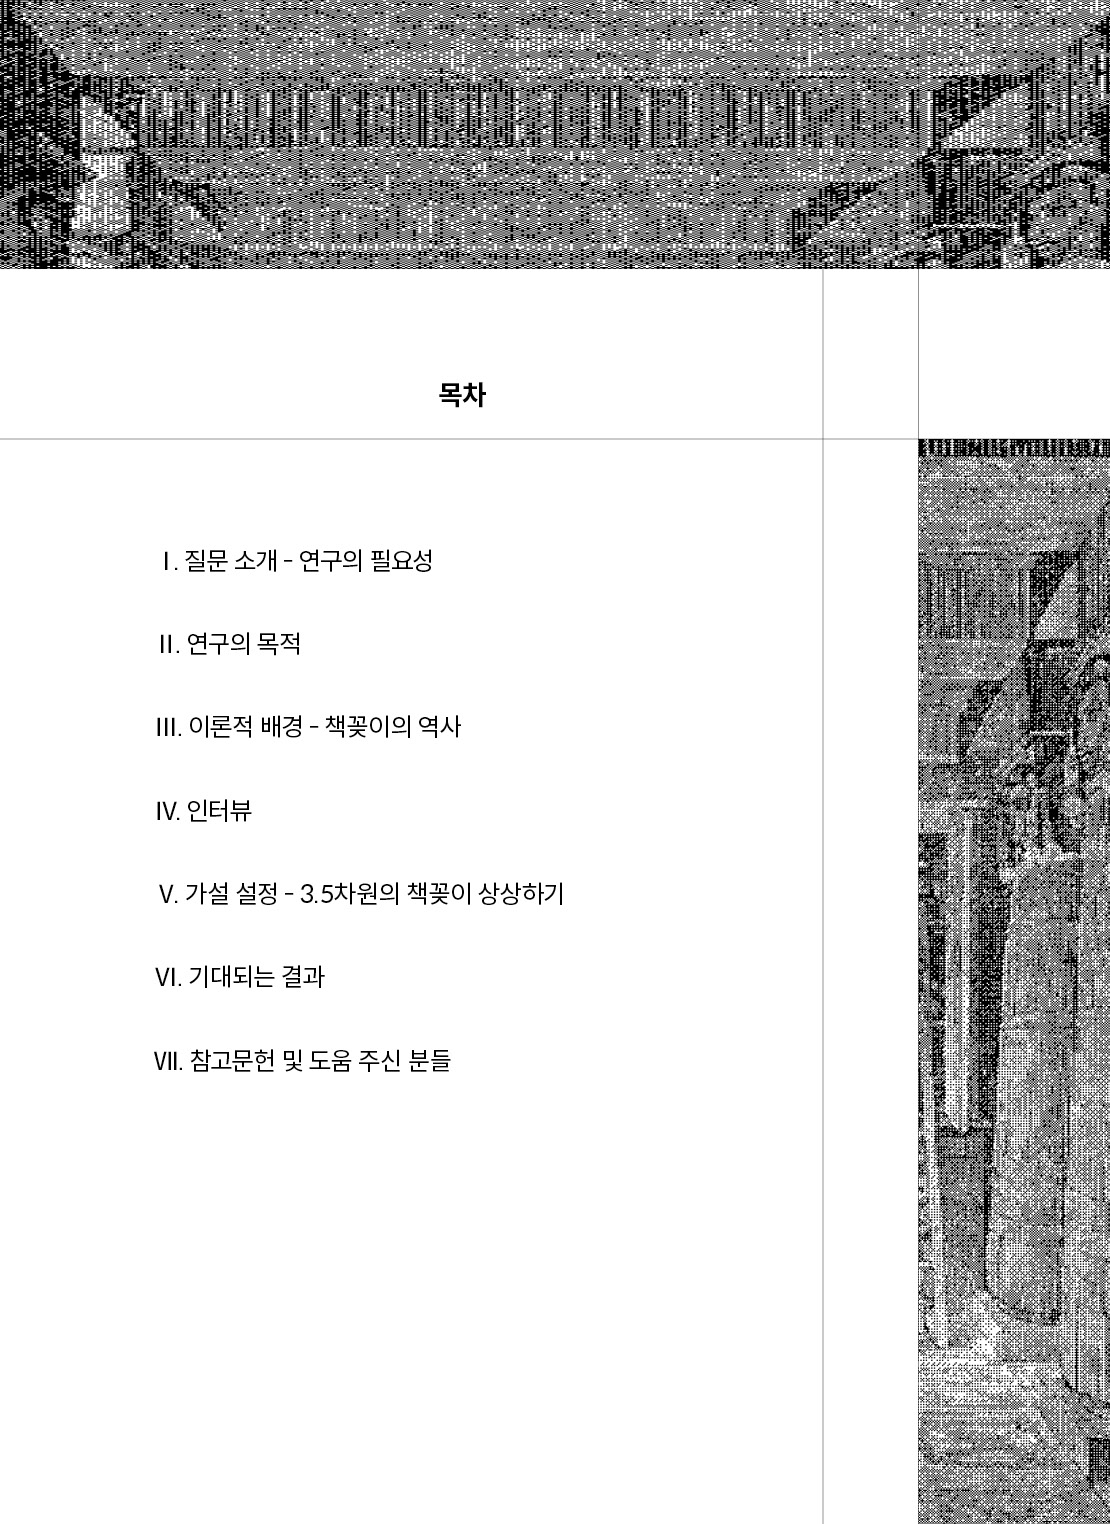 목차
I. 질문 소개 - 연구의 필요성
II. 연구의 목적
III. 이론적 배경 - 책꽂이의 역사
IV. 인터뷰
V. 가설 설정 - 3.5차원의 책꽂이 상상하기
VI. 기대되는 결과
VII. 참고문헌 및 도움 주신 분들